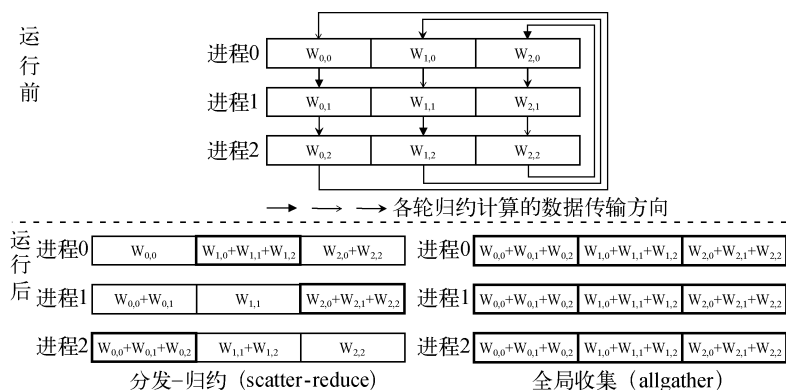 运行前
进程0 W0,0 W1,0 W2,0
进程1 W0,1 W1,1 W2,1
进程2 W0,2 W1,2 W2,2
各轮归约计算的数据传输方向
运行后
进程0 W0,0 W1,0+W1,1+W1,2 W2,0+W2,2
进程1 W0,0+W0,1 W1,1 W2,0+W2,1+W2,2
进程2 W0,0+W0,1+W0,2 W1,1+W1,2 W2,2
分发-归约（scatter-reduce）
进程0 W0,0+W0,1+W0,2 W1,0+W1,1+W1,2 W2,0+W2,1+W2,2
进程1 W0,0+W0,1+W0,2 W1,0+W1,1+W1,2 W2,0+W2,1+W2,2
进程2 W0,0+W0,1+W0,2 W1,0+W1,1+W1,2 W2,0+W2,1+W2,2
全局收集（allgather）